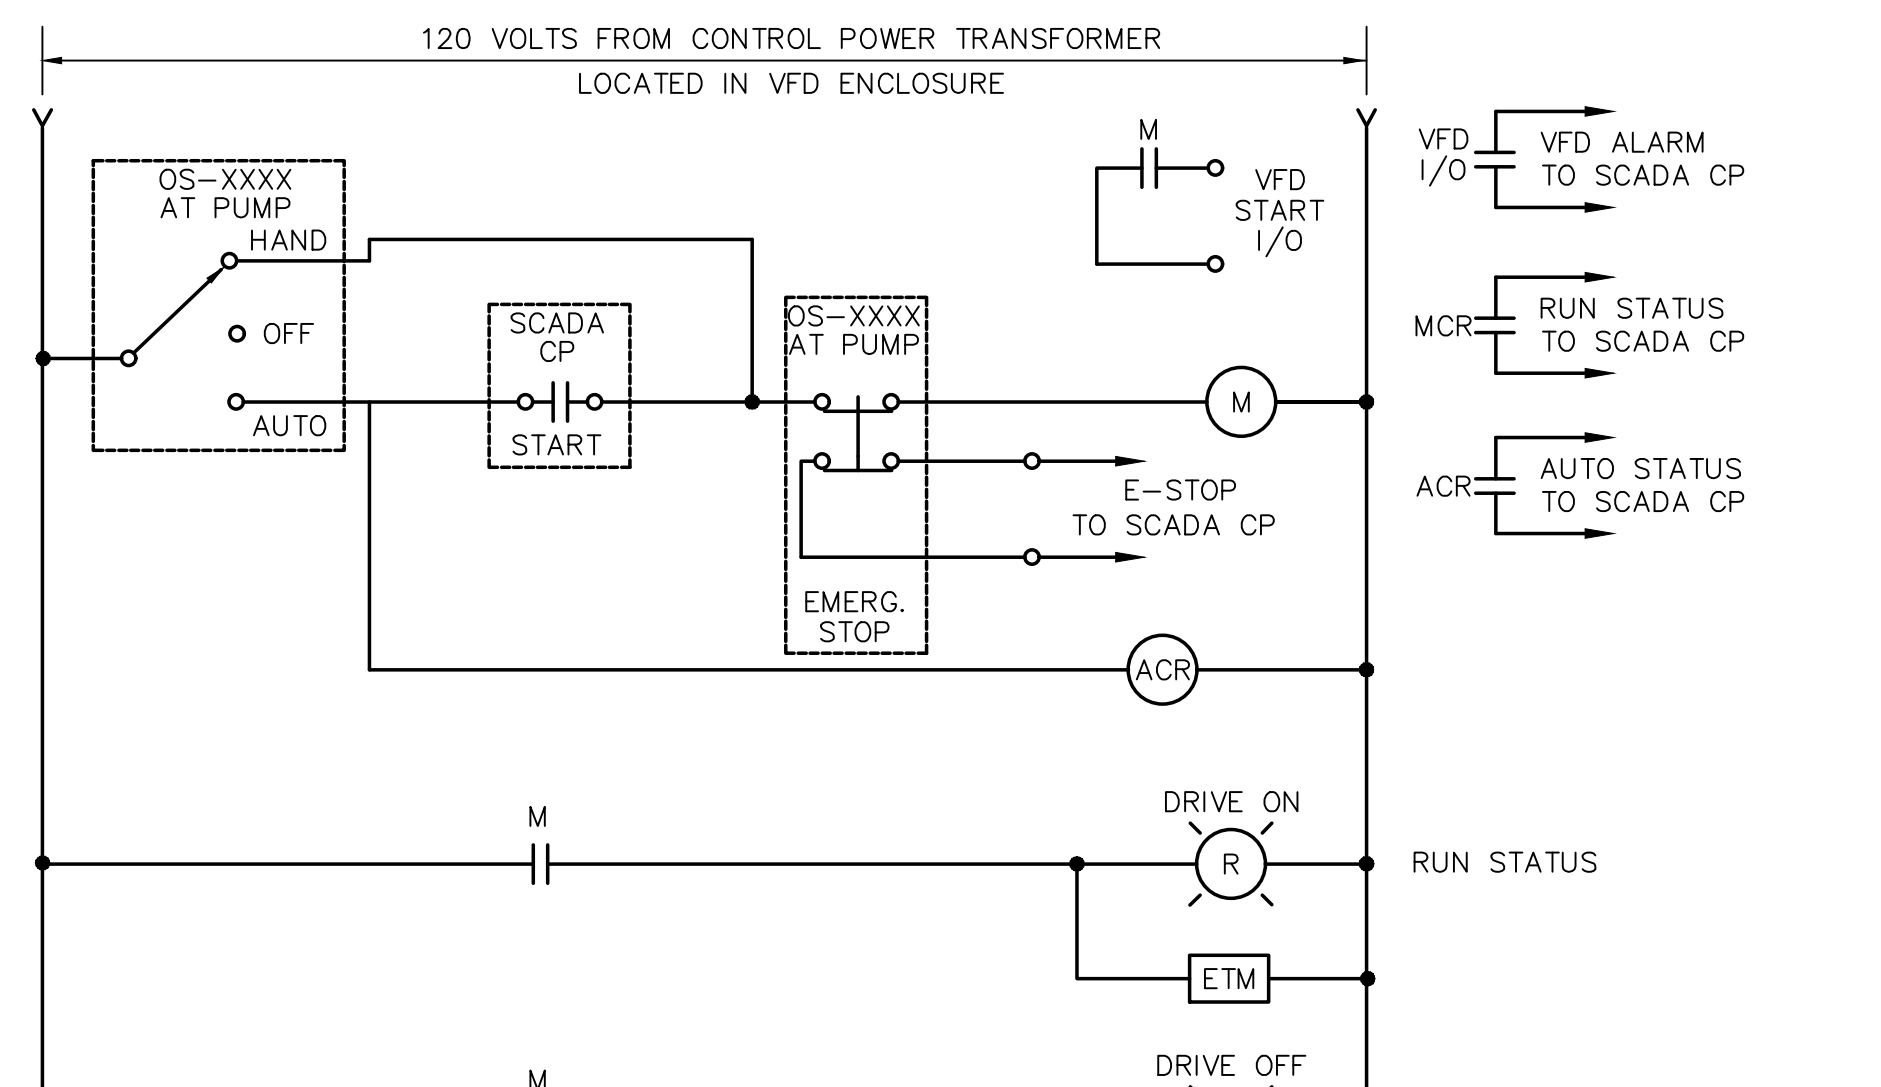 120 VOLTS FROM CONTROL POWER TRANSFORMER
LOCATED IN VFD ENCLOSURE
OS-XXXX
AT PUMP
HAND
OFF
AUTO
SCADA
CP
START
OS-XXXX
AT PUMP
EMERG.
STOP
M
VFD
START
I/O
M
E-STOP
TO SCADA CP
ACR
VFD
I/O
VFD ALARM
TO SCADA CP
MCR
RUN STATUS
TO SCADA CP
ACR
AUTO STATUS
TO SCADA CP
M
DRIVE ON
R
RUN STATUS
ETM
M
DRIVE OFF